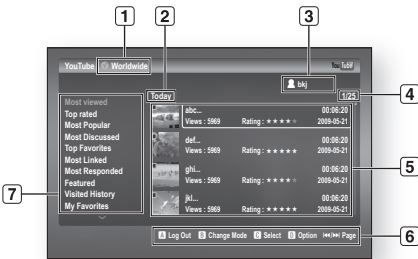 1
2
3
YouTube Worldwide
You Tube
bkj
4
Today
1/25
Most viewed
Top rated
Most Popular
Most Discussed
Top Favorites
Most Linked
Most Responded
Featured
Visited History
My Favorites
abc...
00:06:20
Views : 5969 Rating : ★★★★★ 2009-05-21
def...
00:06:20
Views : 5969 Rating : ★★★★★ 2009-05-21
ghi...
00:06:20
Views : 5969 Rating : ★★★★★ 2009-05-21
jkl...
00:06:20
Views : 5969 Rating : ★★★★★ 2009-05-21
5
7
A Log Out B Change Mode C Select D Option Page
6